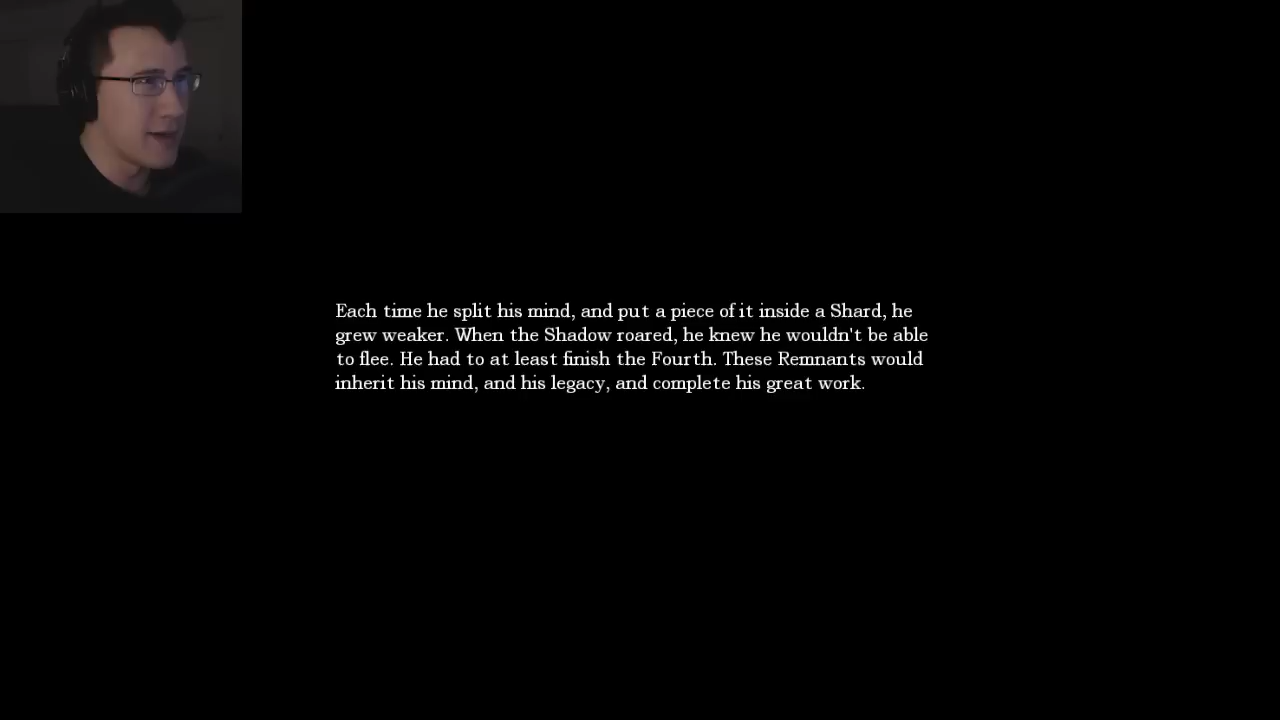 Each time he split his mind, and put a piece of it inside a Shard, he
grew weaker. When the Shadow roared, he knew he wouldn't be able
to flee. He had to at least finish the Fourth. These Remnants would
inherit his mind, and his legacy, and complete his great work.